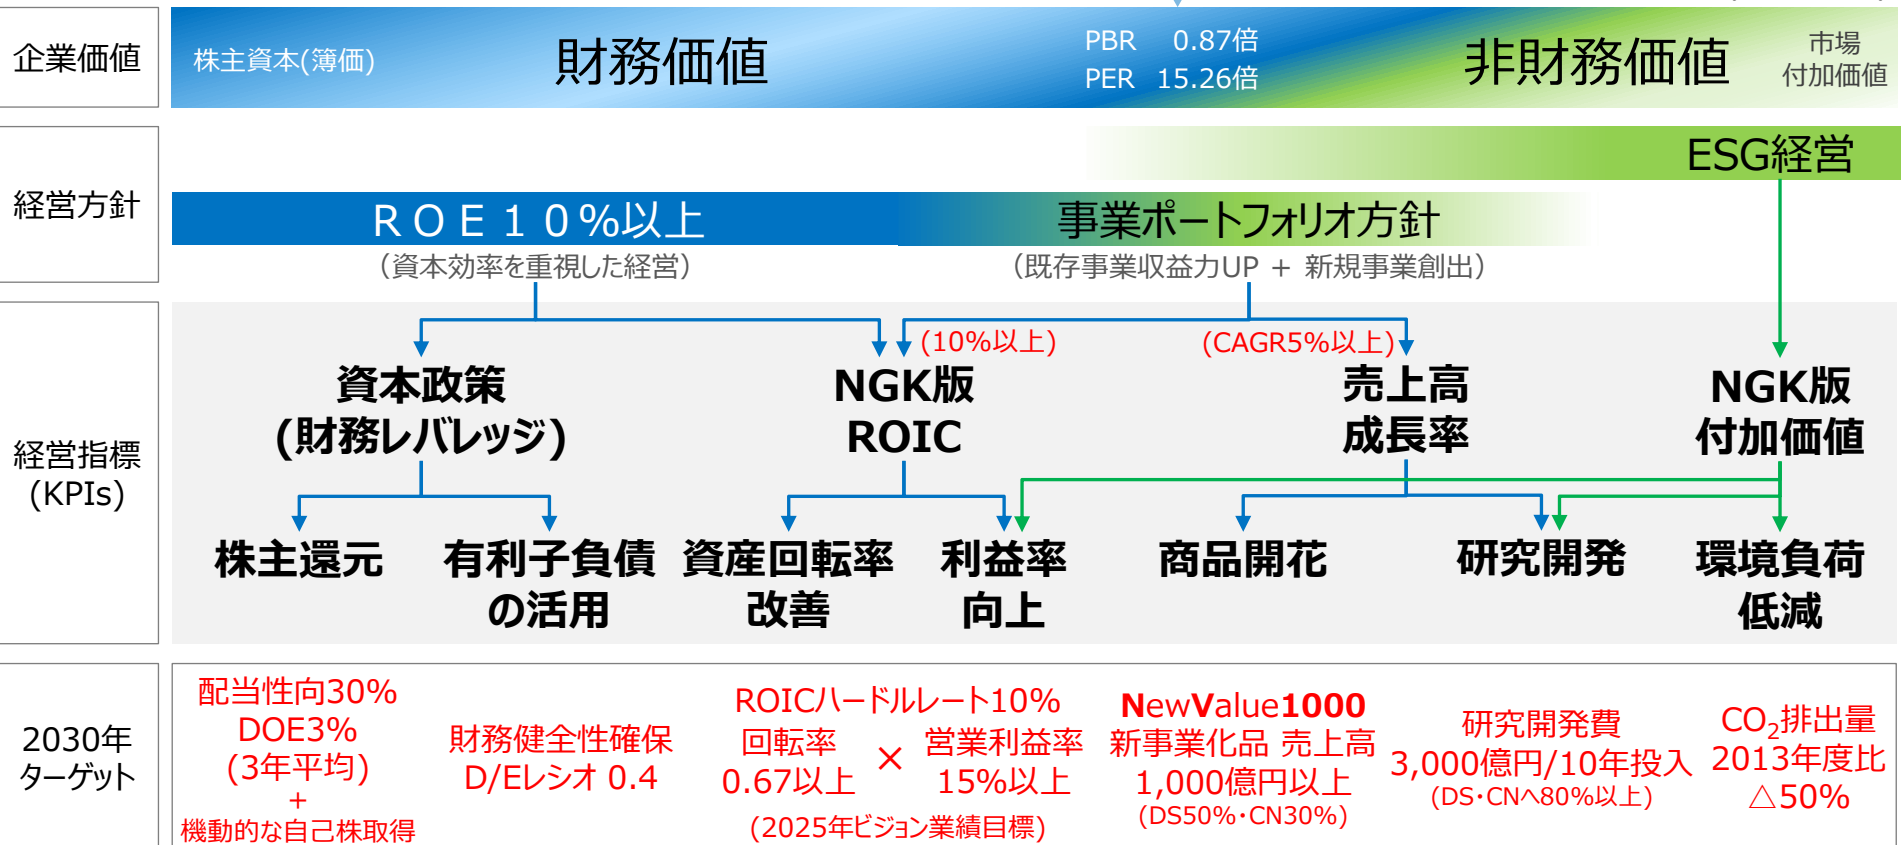 企業価値
株主資本(簿価)
財務価値
PBR 0.87倍
PER 15.26倍
非財務価値
市場
付加価値
経営方針
ESG経営
ＲＯＥ１０%以上
事業ポートフォリオ方針
（資本効率を重視した経営）
（既存事業収益力UP + 新規事業創出）
経営指標
(KPIs)
(10%以上)
(CAGR5%以上)
資本政策
(財務レバレッジ)
NGK版
ROIC
売上高
成長率
NGK版
付加価値
株主還元
有利子負債
の活用
資産回転率
改善
利益率
向上
商品開花
研究開発
環境負荷
低減
2030年
ターゲット
配当性向30%
DOE3%
(3年平均)
+
機動的な自己株取得
財務健全性確保
D/Eレシオ 0.4
ROICハードルレート10%
回転率
0.67以上
×
営業利益率
15%以上
(2025年ビジョン業績目標)
NewValue1000
新事業化品 売上高
1,000億円以上
(DS50%・CN30%)
研究開発費
3,000億円/10年投入
(DS・CNへ80%以上)
CO₂排出量
2013年度比
△50%